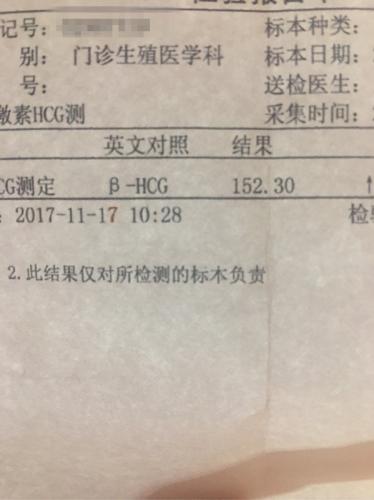 记号：
标本种类：
别： 门诊生殖医学科 标本日期：
号： 送检医生：
激素HCG测 采集时间：
英文对照 结果
CG测定 β-HCG 152.30 ↑
：2017-11-17 10:28 检验
2.此结果仅对所检测的标本负责